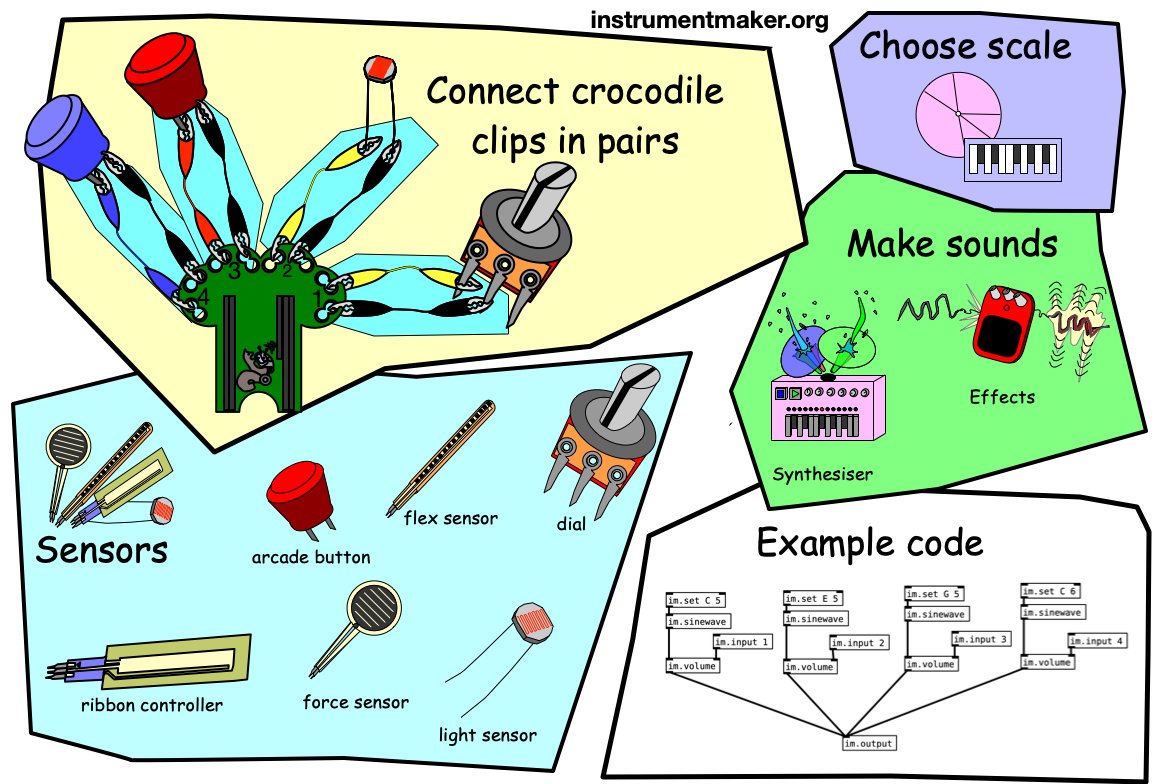 instrumentmaker.org
Connect crocodile
clips in pairs
4
3
2
1
Choose scale
Make sounds
Synthesiser
Effects
Sensors
arcade button
flex sensor
dial
ribbon controller
force sensor
light sensor
Example code
im.set C 5
im.sinewave
im.input 1
im.volume
im.set E 5
im.sinewave
im.input 2
im.volume
im.set G 5
im.sinewave
im.input 3
im.volume
im.set C 6
im.sinewave
im.input 4
im.volume
im.output